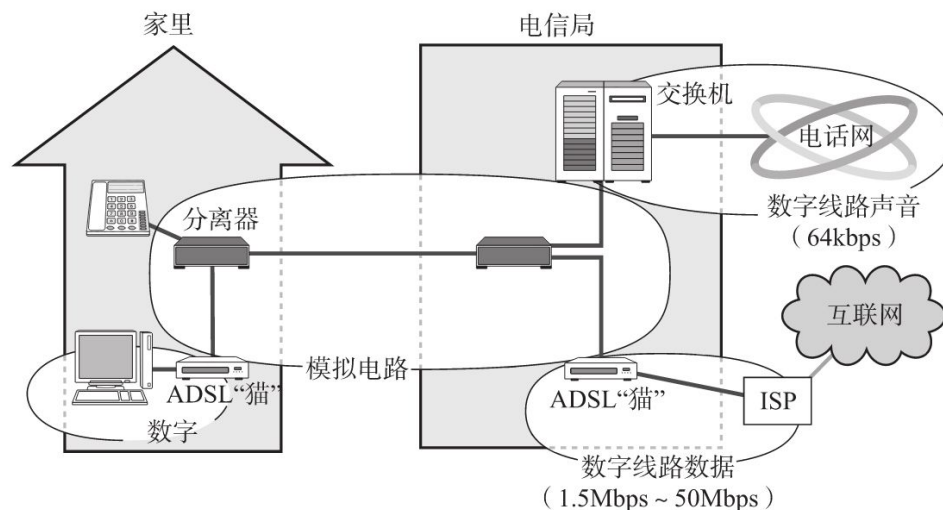 家里
电信局
交换机
电话网
分离器
数字线路声音
（64kbps）
互联网
模拟电路
ADSL“猫”
ADSL“猫”
ISP
数字
数字线路数据
（1.5Mbps ~ 50Mbps）